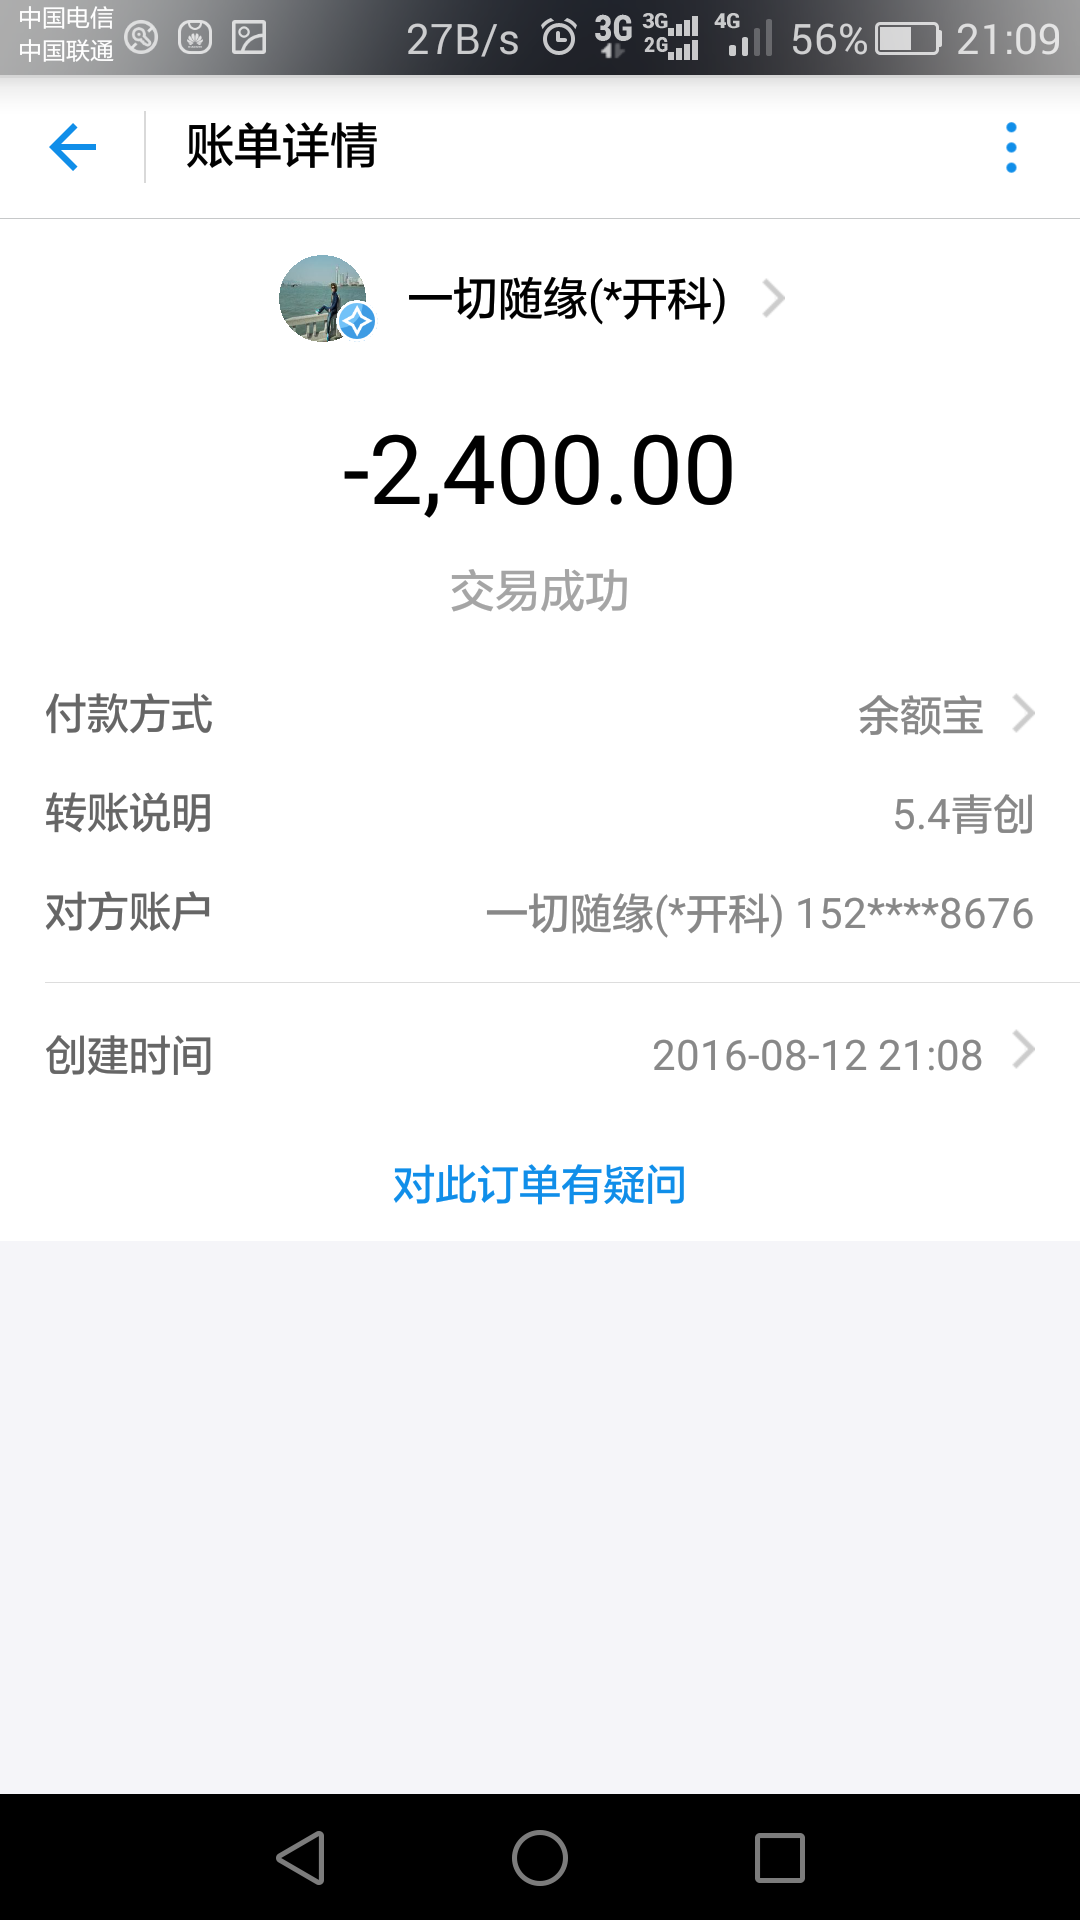 中国电信
中国联通
27B/s 3G 3G 2G 4G 56% 21:09
账单详情
一切随缘(*开科)
-2,400.00
交易成功
付款方式 余额宝
转账说明 5.4青创
对方账户 一切随缘(*开科) 152****8676
创建时间 2016-08-12 21:08
对此订单有疑问